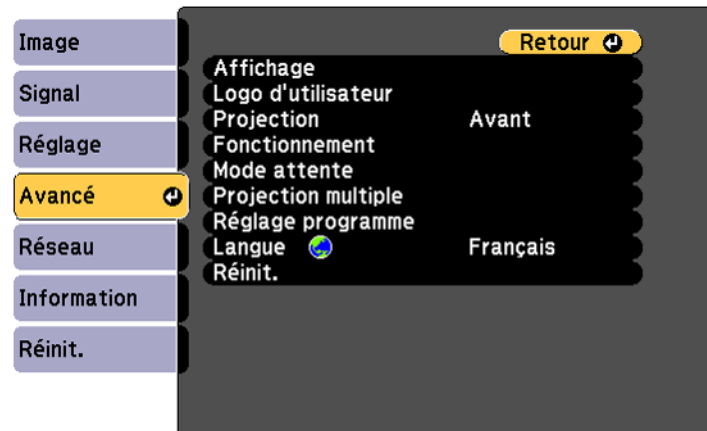 Image
Signal
Réglage
Avancé
Réseau
Information
Réinit.
Retour
Affichage
Logo d'utilisateur
Projection Avant
Fonctionnement
Mode attente
Projection multiple
Réglage programme
Langue Français
Réinit.